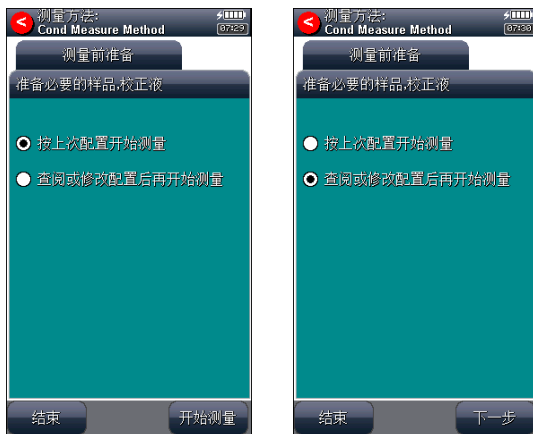 测量方法:
Cond Measure Method
07:29
测量前准备
准备必要的样品,校正液
按上次配置开始测量
查阅或修改配置后再开始测量
结束
开始测量
测量方法:
Cond Measure Method
07:30
测量前准备
准备必要的样品,校正液
按上次配置开始测量
查阅或修改配置后再开始测量
结束
下一步